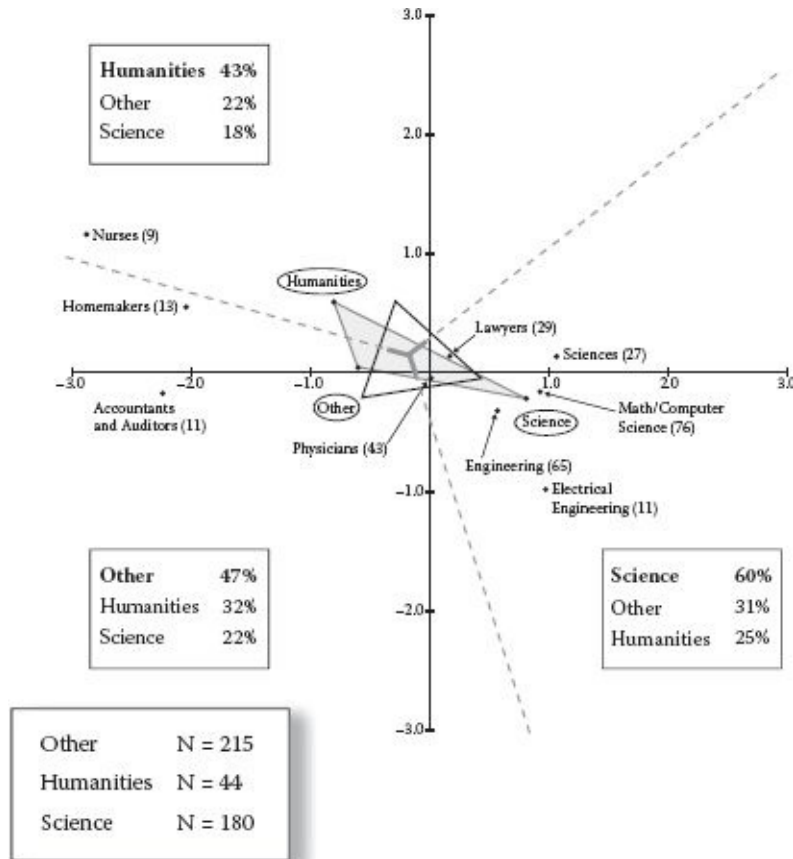 3.0
Humanities 43%
Other 22%
Science 18%
2.0
1.0
Nurses (9)
Humanities
Homemakers (13)
Lawyers (29)
Sciences (27)
-3.0 -2.0 -1.0 0 1.0 2.0 3.0
Accountants
and Auditors (11)
Other
Physicians (43)
Science
Math/Computer
Science (76)
Engineering (65)
-1.0
Electrical
Engineering (11)
Other 47%
Humanities 32%
Science 22%
Science 60%
Other 31%
Humanities 25%
-2.0
-3.0
Other N = 215
Humanities N = 44
Science N = 180